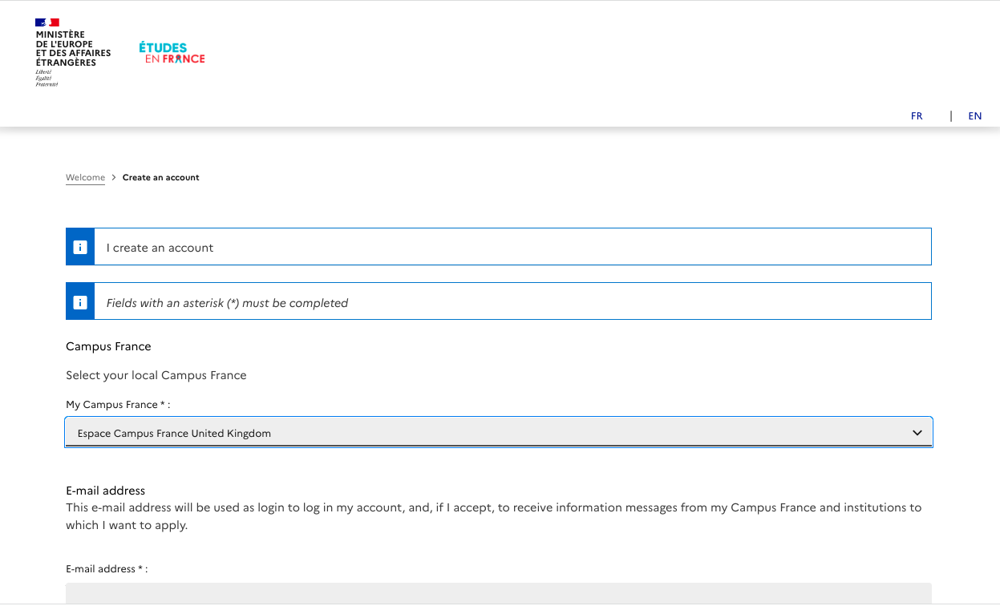 MINISTÈRE
DE L'EUROPE
ET DES AFFAIRES
ÉTRANGÈRES
Liberté
Égalité
Fraternité
ÉTUDES
EN FRANCE
FR | EN
Welcome > Create an account
I create an account
Fields with an asterisk (*) must be completed
Campus France
Select your local Campus France
My Campus France * :
Espace Campus France United Kingdom
E-mail address
This e-mail address will be used as login to log in my account, and, if I accept, to receive information messages from my Campus France and institutions to
which I want to apply.
E-mail address * :